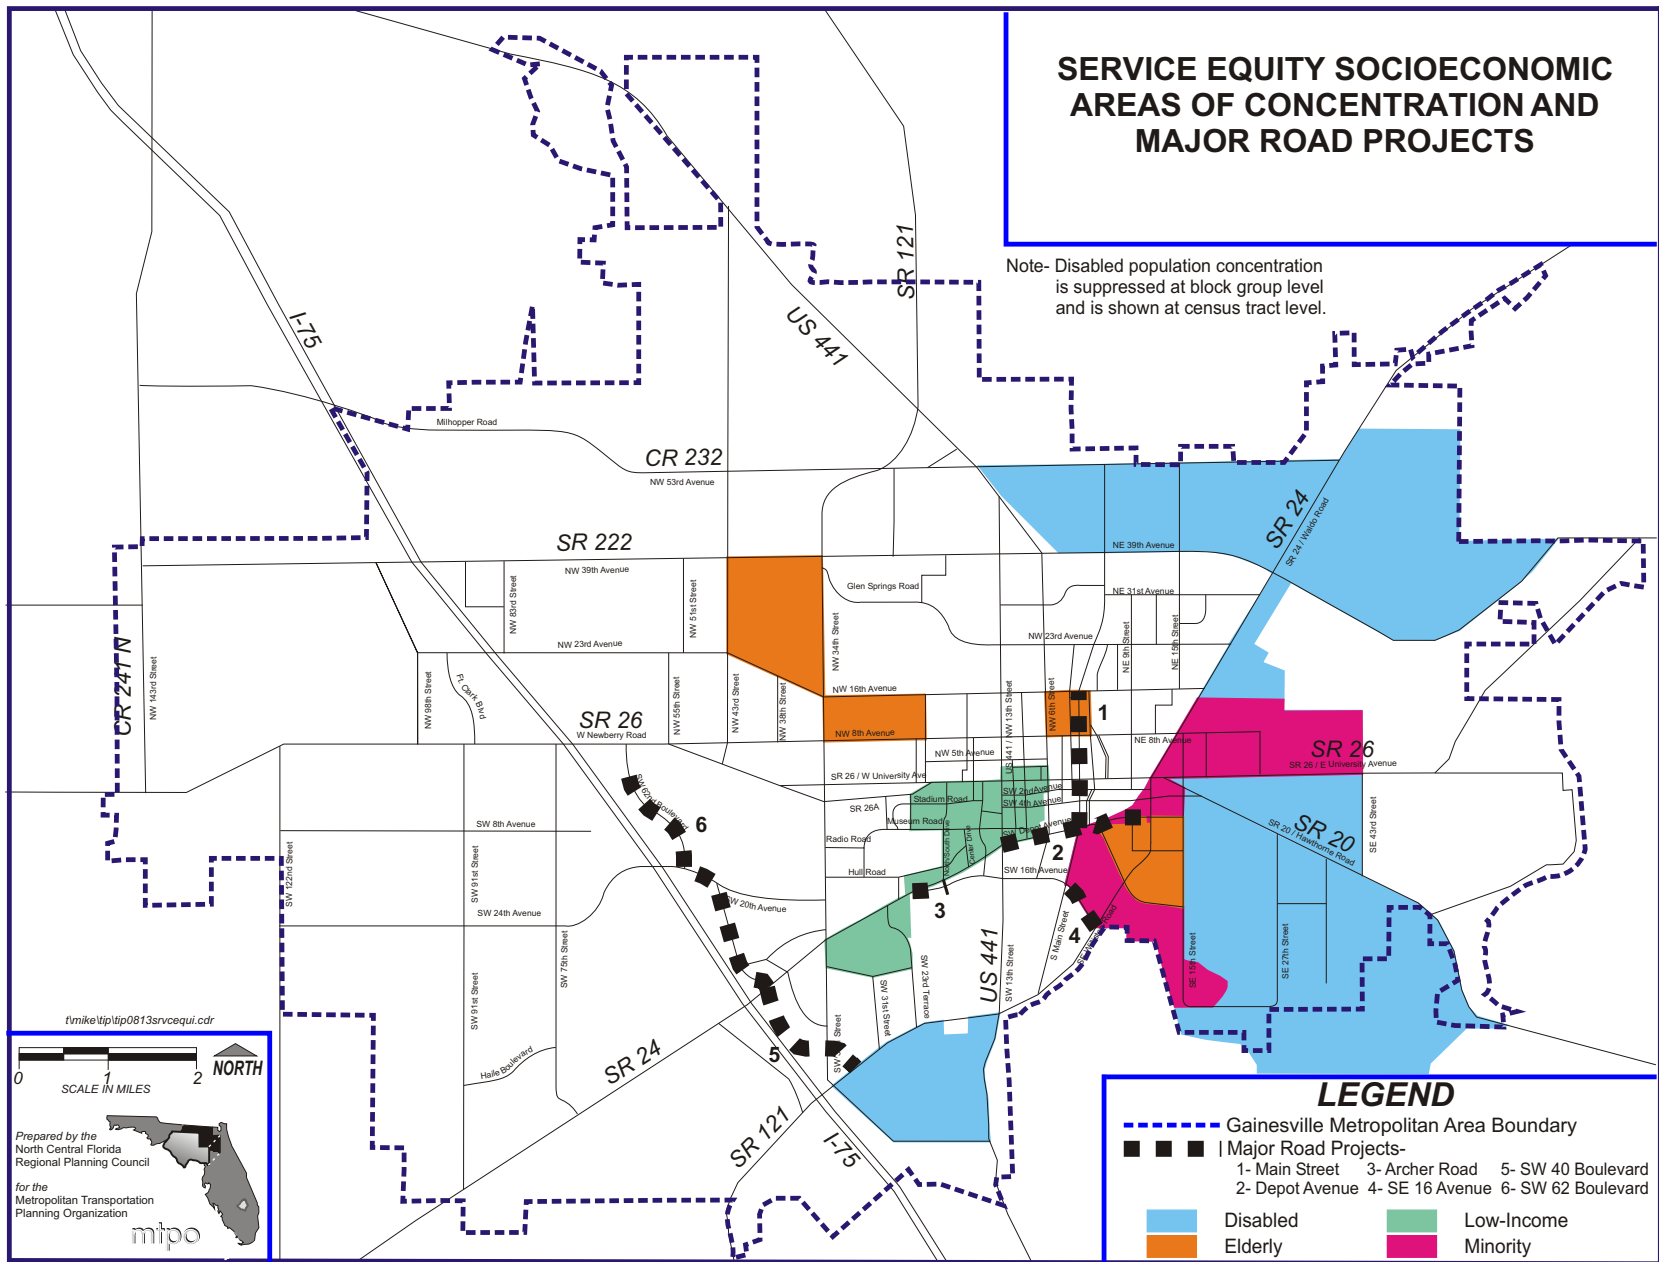 SERVICE EQUITY SOCIOECONOMIC
AREAS OF CONCENTRATION AND
MAJOR ROAD PROJECTS
Note- Disabled population concentration
is suppressed at block group level
and is shown at census tract level.
SR 121
I-75
US 441
Milhopper Road
CR 232
NW 53rd Avenue
SR 24
SR 24 / Waldo Road
SR 222
NW 39th Avenue
NE 39th Avenue
Glen Springs Road
NE 31st Avenue
NW 83rd Street
NW 51st Street
NW 34th Street
NW 23rd Avenue
NW 23rd Avenue
NE 9th Street
NE 15th Street
CR 241 N
NW 143rd Street
NW 98th Street
Ft. Clark Blvd
NW 55th Street
NW 43rd Street
NW 38th Street
NW 16th Avenue
US 441 / NW 13th Street
NW 6th Street
1
SR 26
W Newberry Road
NW 8th Avenue
NE 8th Avenue
NW 5th Avenue
SR 26
SR 26 / E University Avenue
SR 26 / W University Ave
SW 62nd Boulevard
6
Stadium Road
SW 2nd Avenue
SW 4th Avenue
SR 26A
Museum Road
SW Depot Avenue
Radio Road
North/South Drive
Center Drive
2
SR 20
SR 20 / Hawthorne Road
SE 43rd Street
SW 8th Avenue
SW 122nd Street
SW 91st Street
Hull Road
SW 16th Avenue
3
SW 24th Avenue
SW 20th Avenue
S Main Street
4
SW 75th Street
SW 91st Street
SW 23rd Terrace
SW 31st Street
US 441
SW 13th Street
SE 15th Street
SE 27th Street
5
Haile Boulevard
SR 24
SR 121
I-75
t\mike\tip\tip0813srvcequi.cdr
0 1 2
SCALE IN MILES
NORTH
Prepared by the
North Central Florida
Regional Planning Council
for the
Metropolitan Transportation
Planning Organization
mtpo
LEGEND
Gainesville Metropolitan Area Boundary
Major Road Projects-
1- Main Street 3- Archer Road 5- SW 40 Boulevard
2- Depot Avenue 4- SE 16 Avenue 6- SW 62 Boulevard
Disabled Low-Income
Elderly Minority